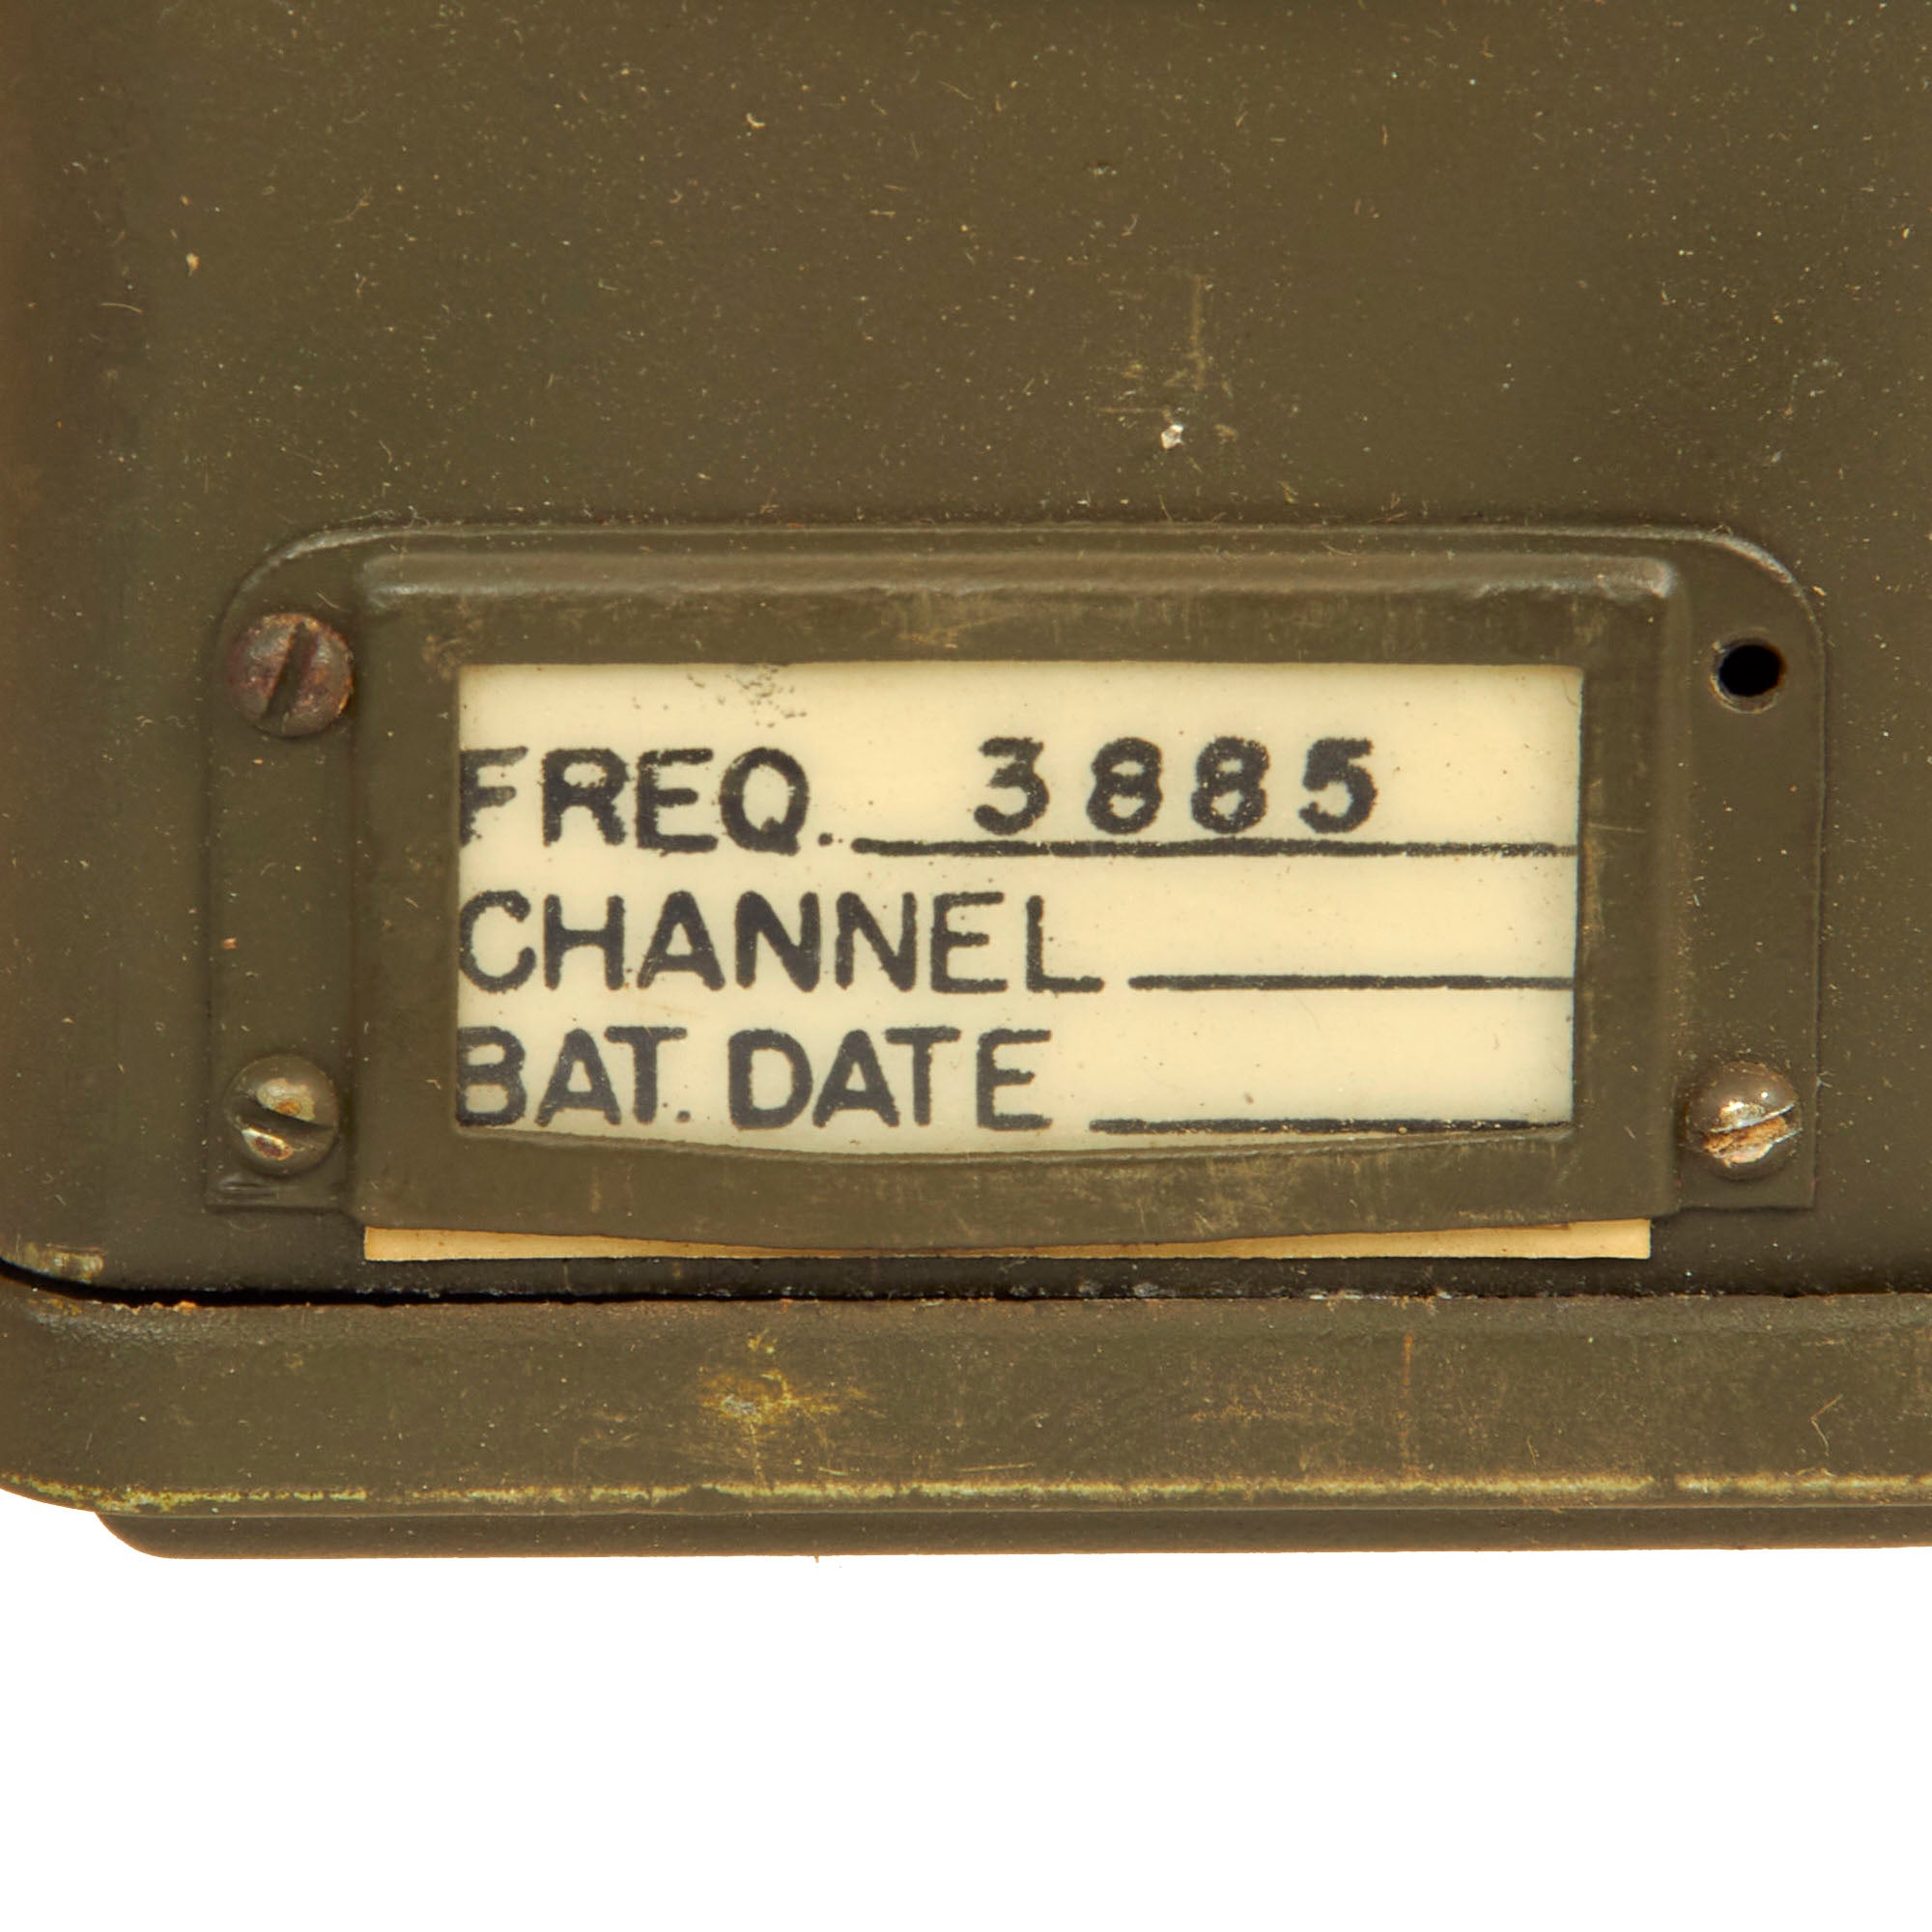 FREQ. 3885
CHANNEL
BAT. DATE